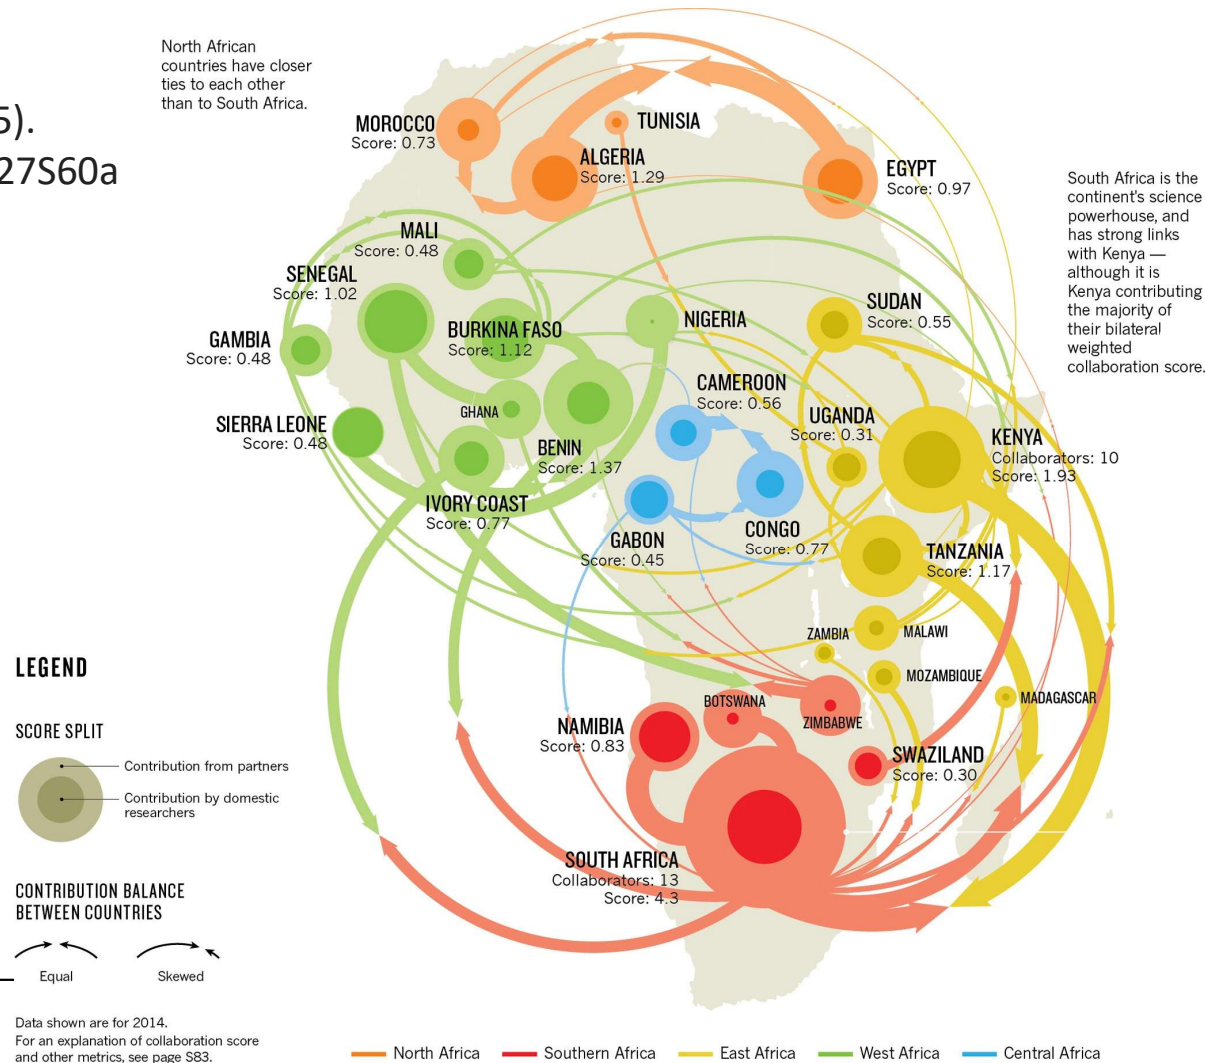 North African
countries have closer
ties to each other
than to South Africa.
5).
27S60a
MOROCCO
Score: 0.73
TUNISIA
ALGERIA
Score: 1.29
EGYPT
Score: 0.97
South Africa is the
continent's science
powerhouse, and
has strong links
with Kenya —
although it is
Kenya contributing
the majority of
their bilateral
weighted
collaboration score.
MALI
Score: 0.48
SENEGAL
Score: 1.02
GAMBIA
Score: 0.48
BURKINA FASO
Score: 1.12
NIGERIA
SUDAN
Score: 0.55
SIERRA LEONE
Score: 0.48
GHANA
BENIN
Score: 1.37
CAMEROON
Score: 0.56
UGANDA
Score: 0.31
KENYA
Collaborators: 10
Score: 1.93
IVORY COAST
Score: 0.77
GABON
Score: 0.45
CONGO
Score: 0.77
TANZANIA
Score: 1.17
ZAMBIA
MALAWI
MOZAMBIQUE
MADAGASCAR
BOTSWANA
ZIMBABWE
NAMIBIA
Score: 0.83
SWAZILAND
Score: 0.30
SOUTH AFRICA
Collaborators: 13
Score: 4.3
LEGEND
SCORE SPLIT
Contribution from partners
Contribution by domestic
researchers
CONTRIBUTION BALANCE
BETWEEN COUNTRIES
Equal
Skewed
Data shown are for 2014.
For an explanation of collaboration score
and other metrics, see page S83.
North Africa
Southern Africa
East Africa
West Africa
Central Africa